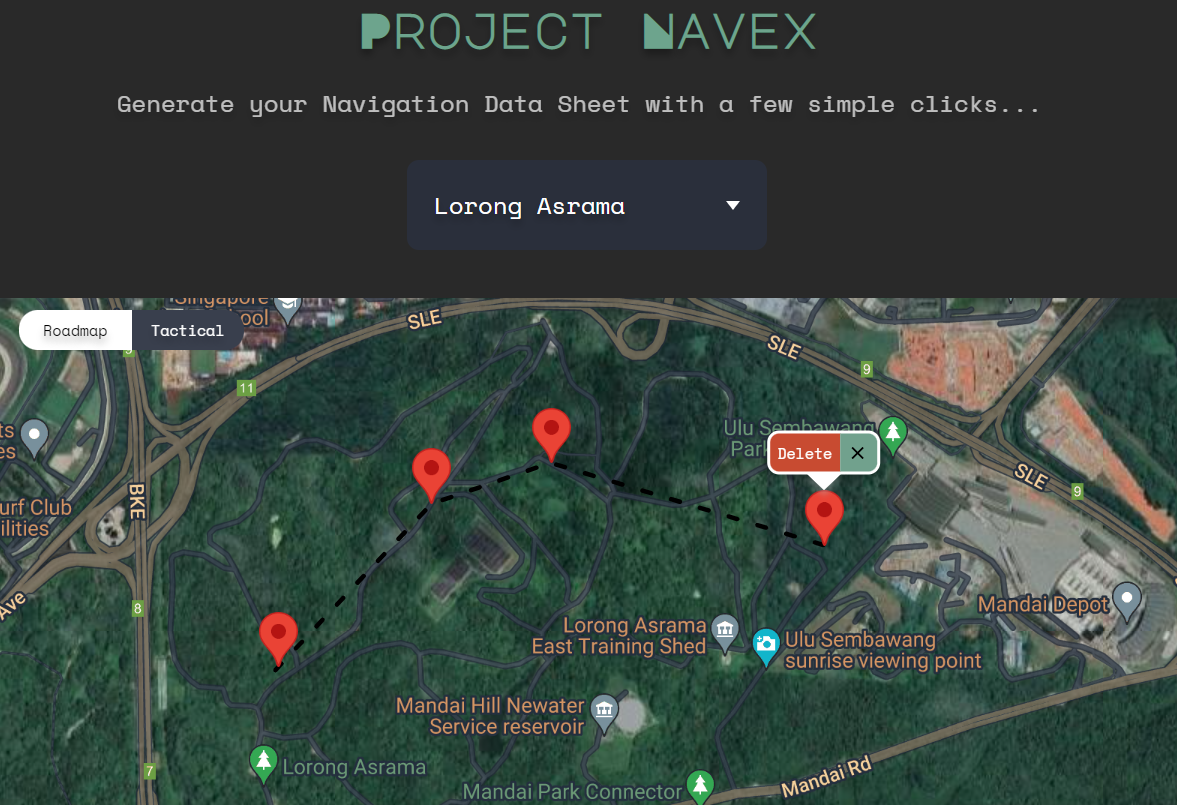 PROJECT NAVEX
Generate your Navigation Data Sheet with a few simple clicks...
Lorong Asrama
Singapore
ool
Roadmap
Tactical
SLE
SLE
9
11
9
ts
es
Ulu Sembawang
Park
Delete
SLE
9
BKE
urf Club
ilities
Ave
8
Mandai Depot
Lorong Asrama
East Training Shed
Ulu Sembawang
sunrise viewing point
Mandai Hill Newater
Service reservoir
7
Lorong Asrama
Mandai Rd
Mandai Park Connector